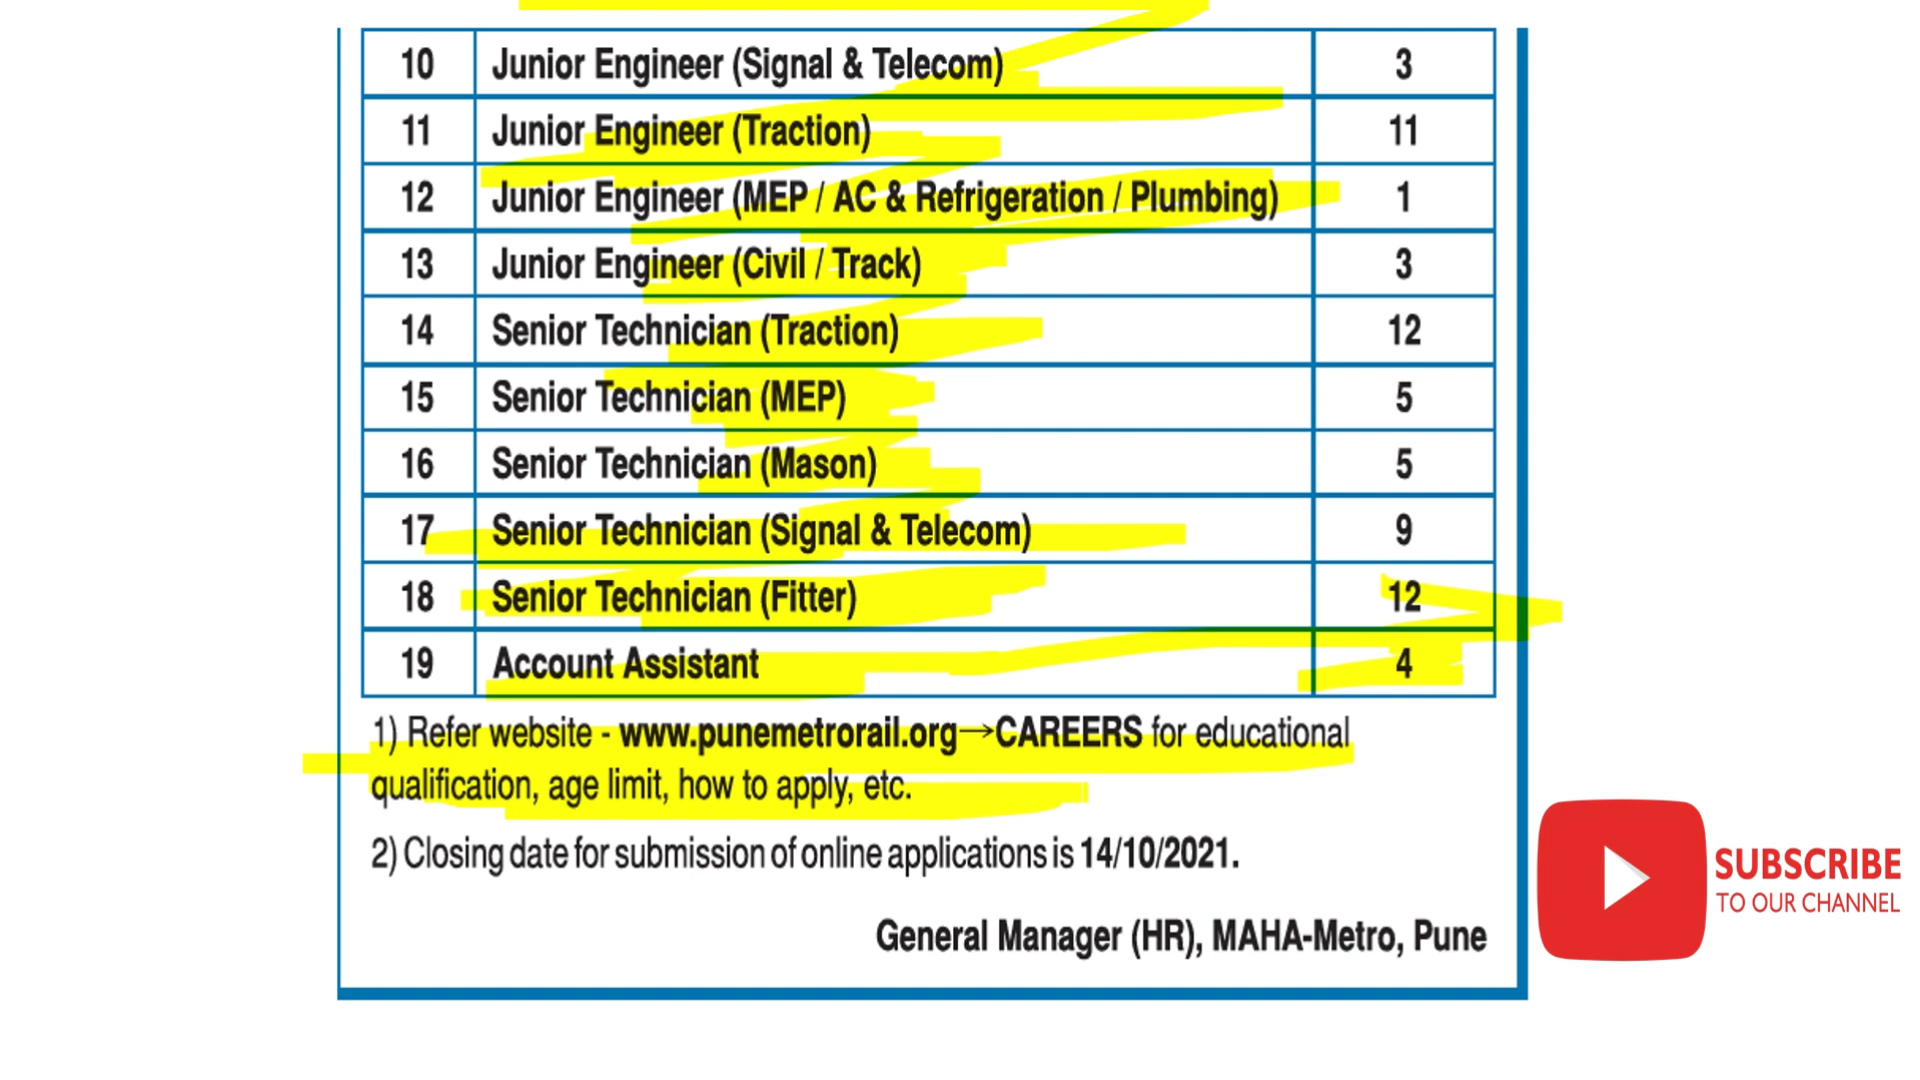 10 Junior Engineer (Signal & Telecom) 3
11 Junior Engineer (Traction) 11
12 Junior Engineer (MEP / AC & Refrigeration / Plumbing) 1
13 Junior Engineer (Civil / Track) 3
14 Senior Technician (Traction) 12
15 Senior Technician (MEP) 5
16 Senior Technician (Mason) 5
17 Senior Technician (Signal & Telecom) 9
18 Senior Technician (Fitter) 12
19 Account Assistant 4
1) Refer website - www.punemetrorail.org→CAREERS for educational
qualification, age limit, how to apply, etc.
2) Closing date for submission of online applications is 14/10/2021.
General Manager (HR), MAHA-Metro, Pune
SUBSCRIBE
TO OUR CHANNEL